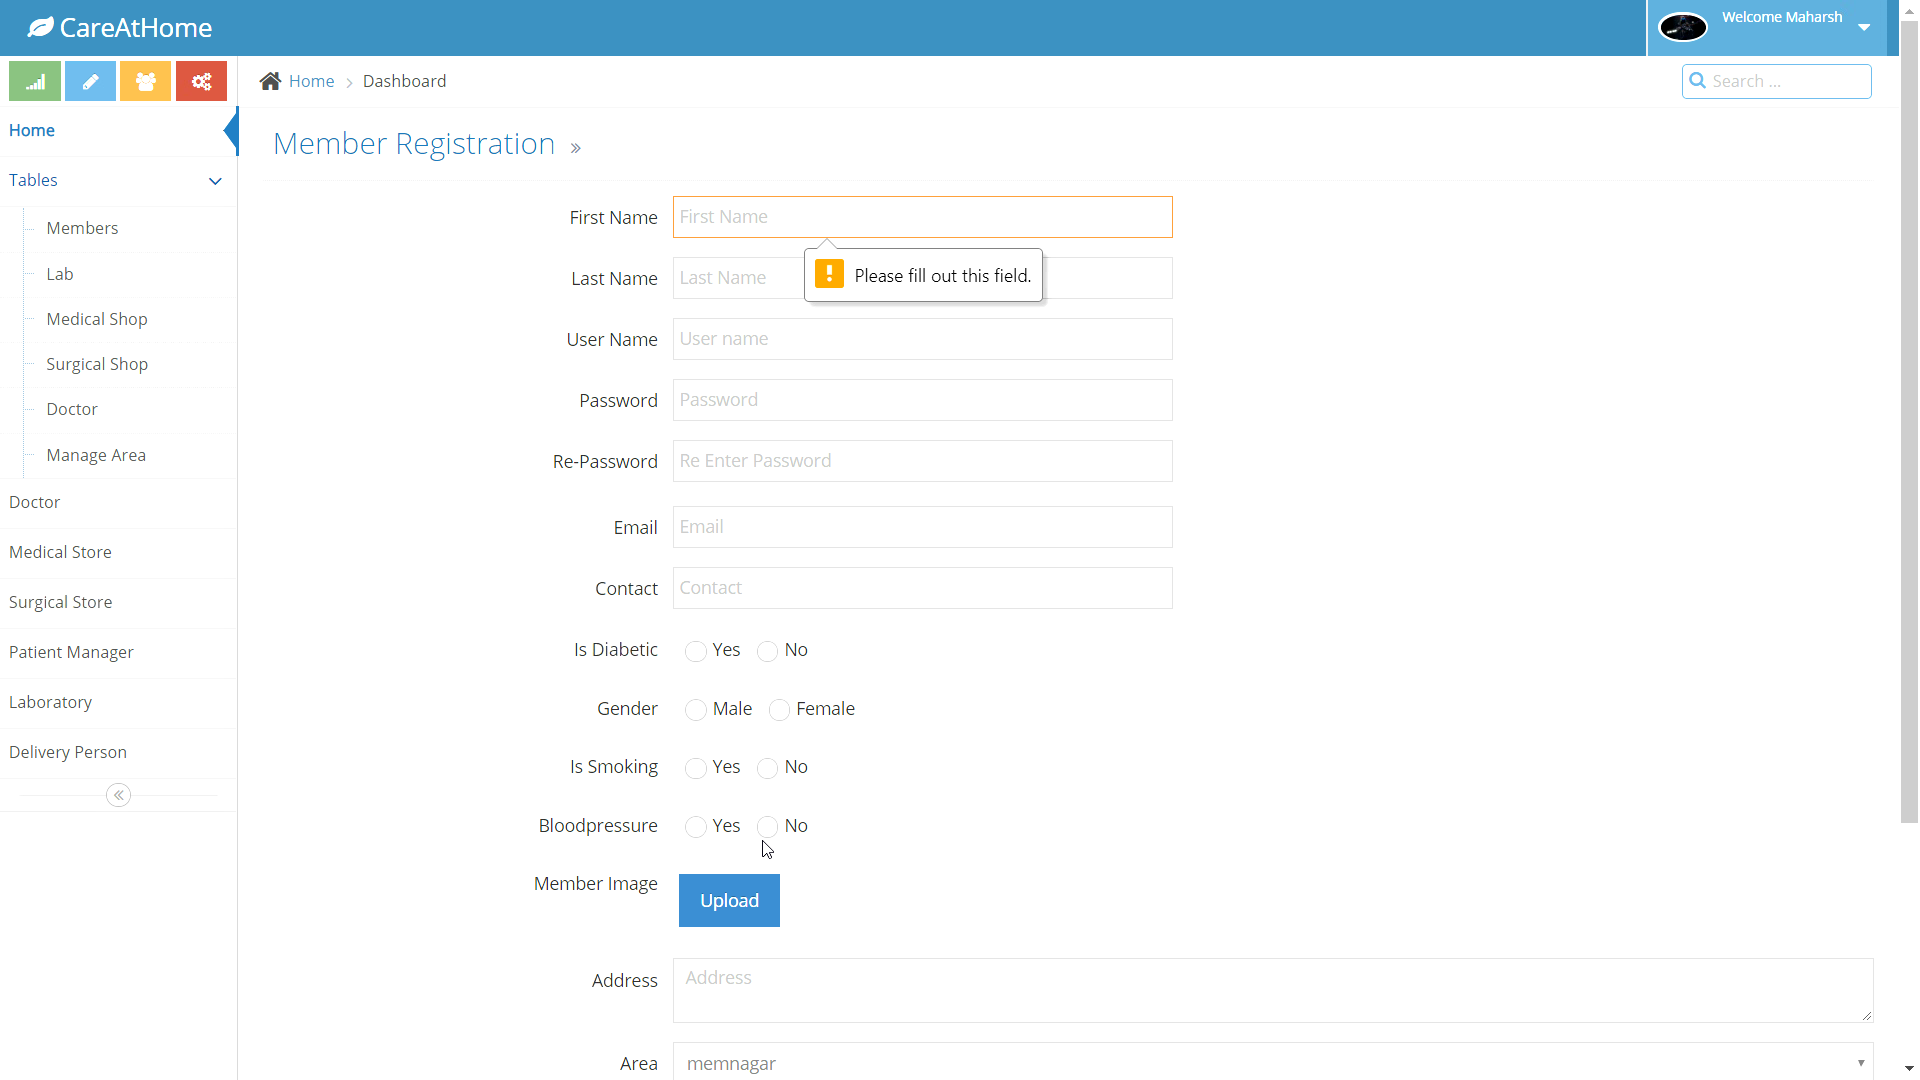 CareAtHome
Welcome Maharsh
Home
Dashboard
Search ...
Home
Tables
Members
Lab
Medical Shop
Surgical Shop
Doctor
Manage Area
Doctor
Medical Store
Surgical Store
Patient Manager
Laboratory
Delivery Person
Member Registration »
First Name First Name
Please fill out this field.
Last Name Last Name
User Name User name
Password Password
Re-Password Re Enter Password
Email Email
Contact Contact
Is Diabetic Yes No
Gender Male Female
Is Smoking Yes No
Bloodpressure Yes No
Member Image Upload
Address Address
Area memnagar